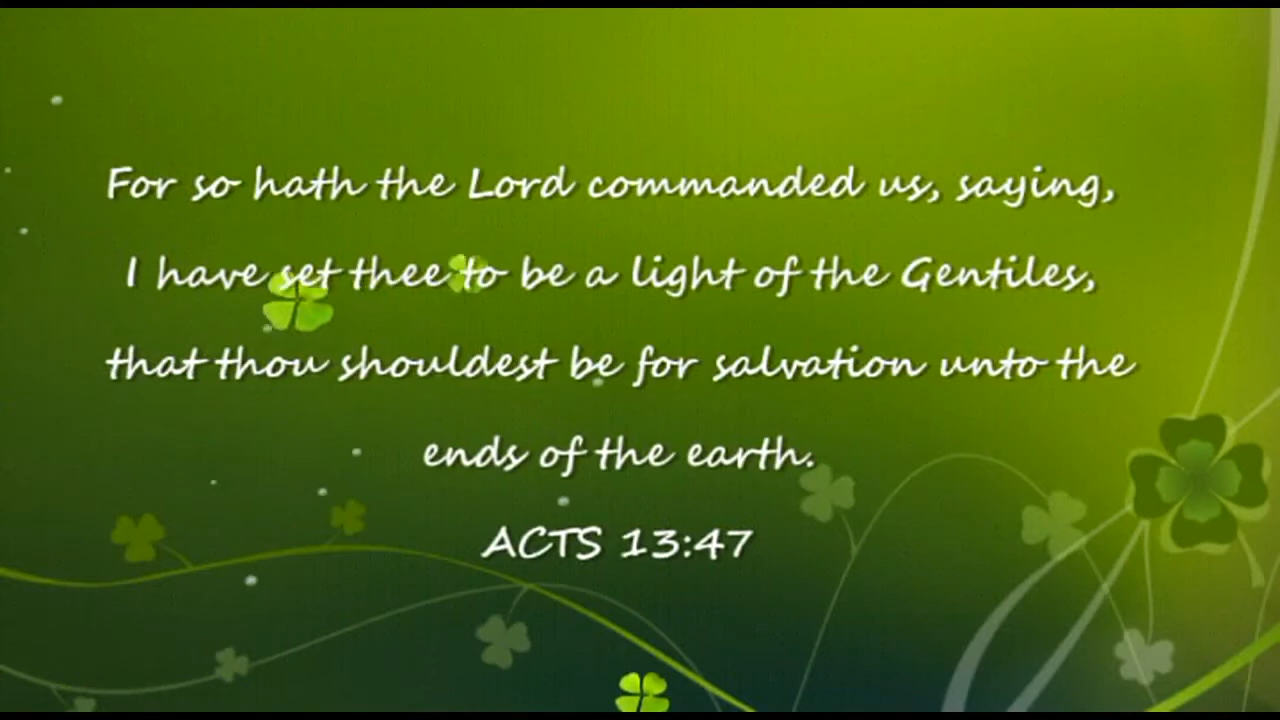 For so hath the Lord commanded us, saying,
I have set thee to be a light of the Gentiles,
that thou shouldest be for salvation unto the
ends of the earth.
ACTS 13:47